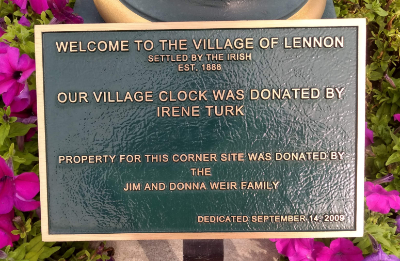 WELCOME TO THE VILLAGE OF LENNON
SETTLED BY THE IRISH
EST. 1888
OUR VILLAGE CLOCK WAS DONATED BY
IRENE TURK
PROPERTY FOR THIS CORNER SITE WAS DONATED BY
THE
JIM AND DONNA WEIR FAMILY
DEDICATED SEPTEMBER 14, 2009